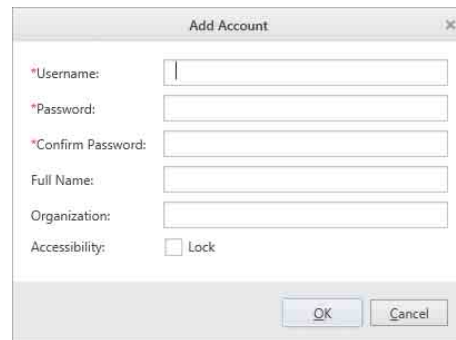 Add Account
*Username:
*Password:
*Confirm Password:
Full Name:
Organization:
Accessibility: Lock
OK Cancel